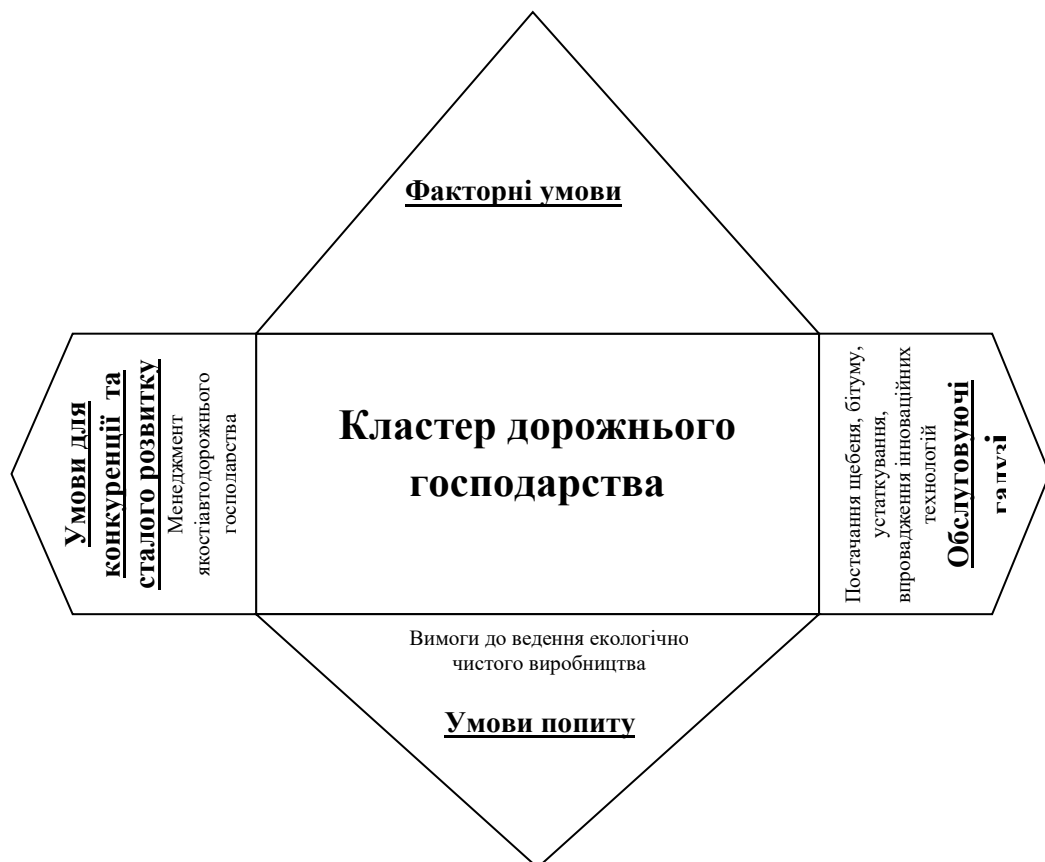 Факторні умови
Умови для
конкуренції та
сталого розвитку
Менеджмент
якостіавтодорожнього
господарства
Кластер дорожнього
господарства
Постачання щебеня, бітуму,
устаткування,
впровадження інноваційних
технологій
Обслуговуючі
галузі
Вимоги до ведення екологічно
чистого виробництва
Умови попиту